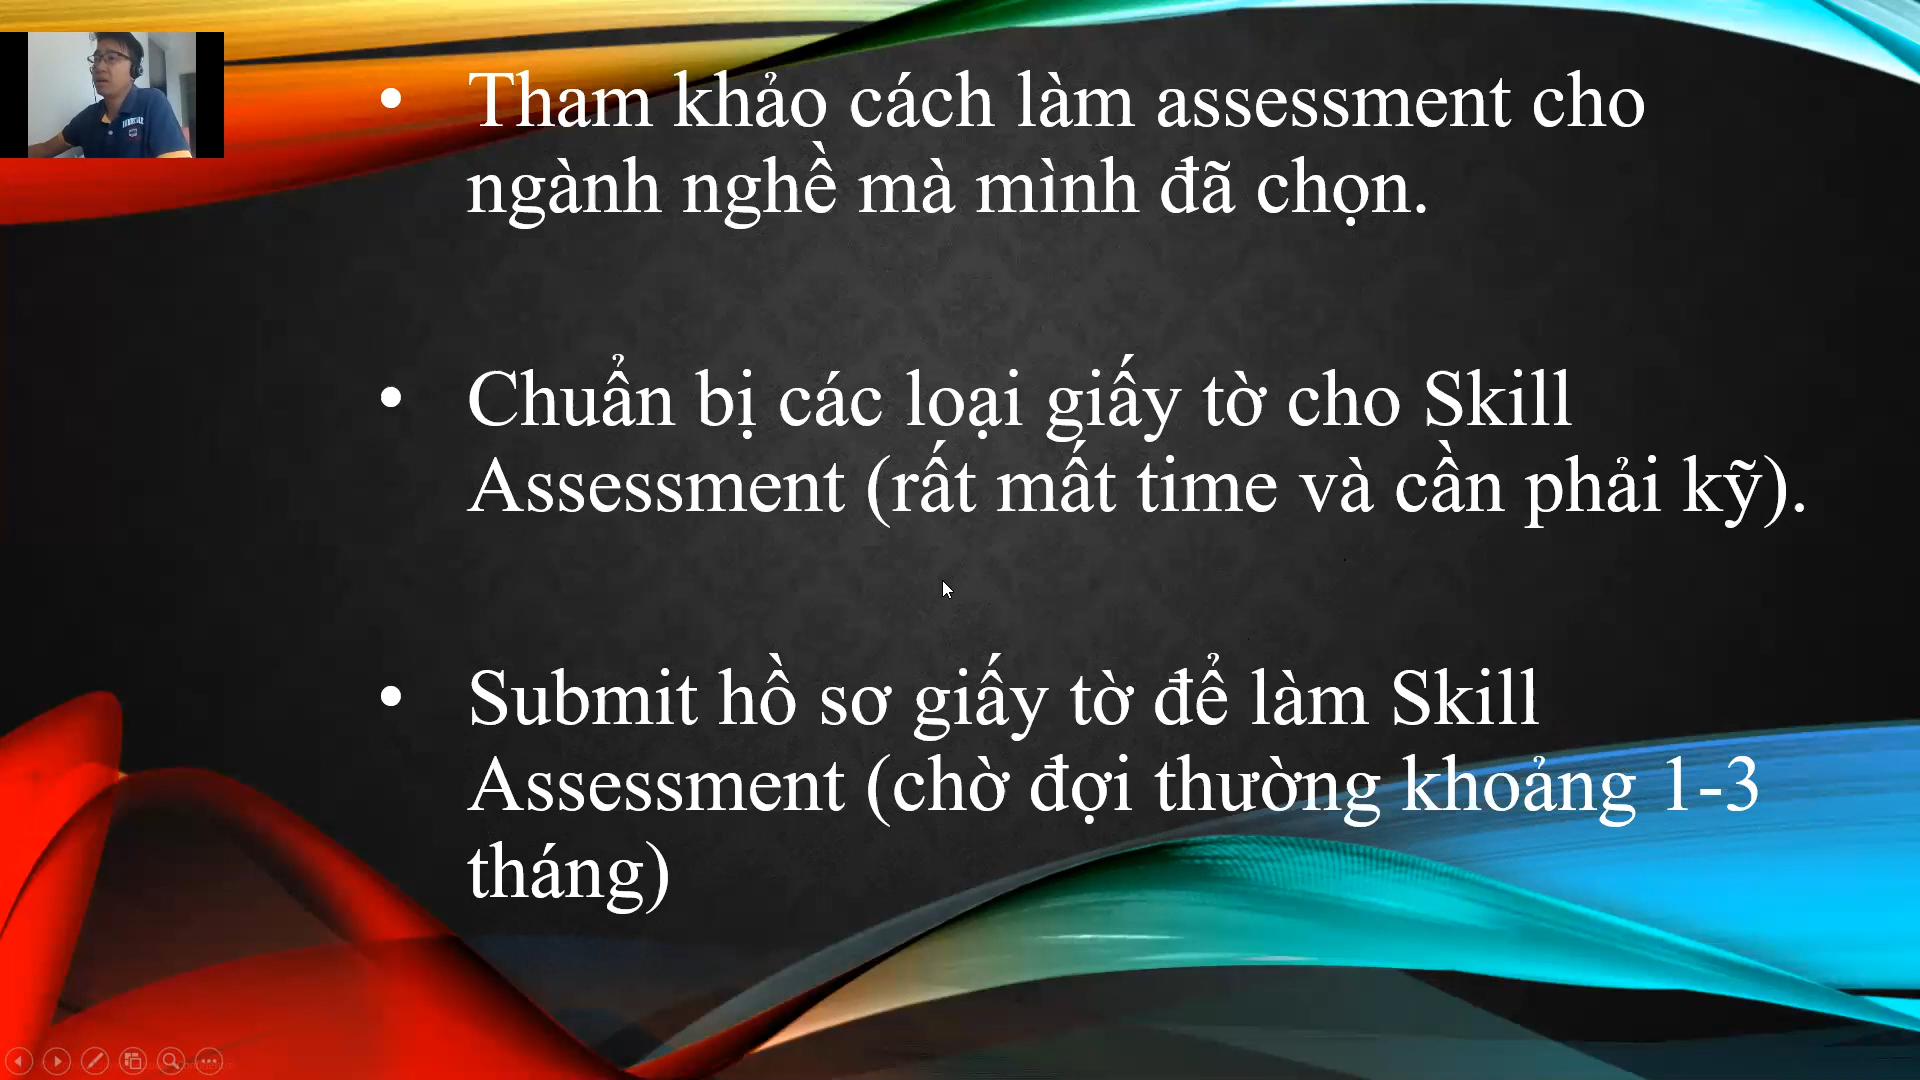 • Tham khảo cách làm assessment cho
ngành nghề mà mình đã chọn.
• Chuẩn bị các loại giấy tờ cho Skill
Assessment (rất mất time và cần phải kỹ).
• Submit hồ sơ giấy tờ để làm Skill
Assessment (chờ đợi thường khoảng 1-3
tháng)